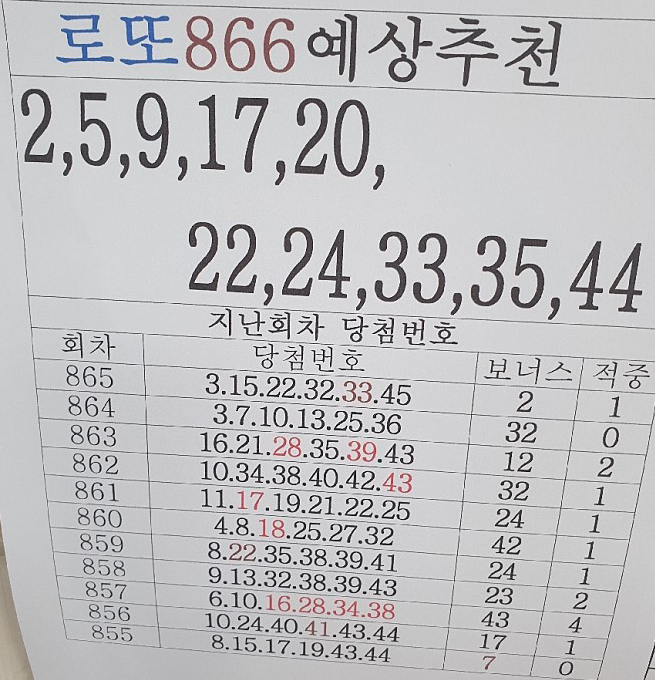 로또866예상추천
2,5,9,17,20,
22,24,33,35,44
지난회차 당첨번호
회차 당첨번호 보너스 적중
865 3.15.22.32.33.45 2 1
864 3.7.10.13.25.36 32 0
863 16.21.28.35.39.43 12 2
862 10.34.38.40.42.43 32 1
861 11.17.19.21.22.25 24 1
860 4.8.18.25.27.32 42 1
859 8.22.35.38.39.41 24 1
858 9.13.32.38.39.43 23 2
857 6.10.16.28.34.38 43 4
856 10.24.40.41.43.44 17 1
855 8.15.17.19.43.44 7 0